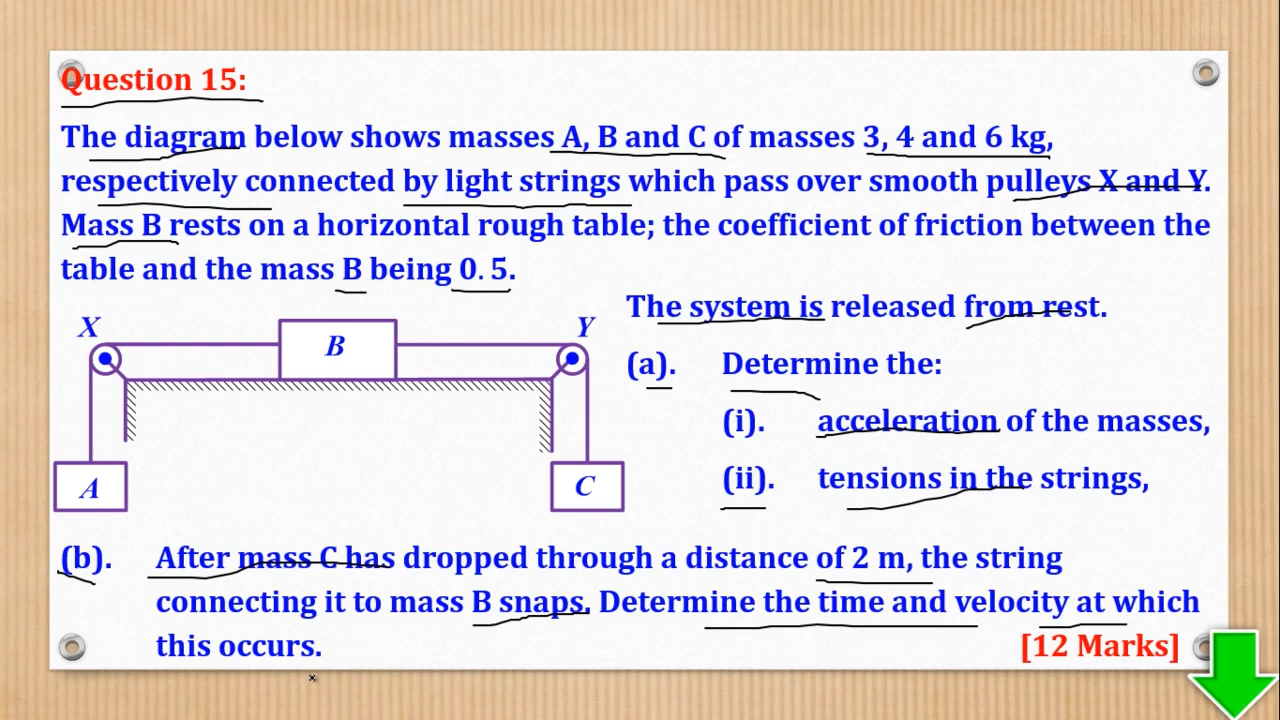 Question 15:
The diagram below shows masses A, B and C of masses 3, 4 and 6 kg,
respectively connected by light strings which pass over smooth pulleys X and Y.
Mass B rests on a horizontal rough table; the coefficient of friction between the
table and the mass B being 0.5.
The system is released from rest.
X
B
Y
(a). Determine the:
(i). acceleration of the masses,
(ii). tensions in the strings,
A
C
(b). After mass C has dropped through a distance of 2 m, the string
connecting it to mass B snaps. Determine the time and velocity at which
this occurs.
[12 Marks]